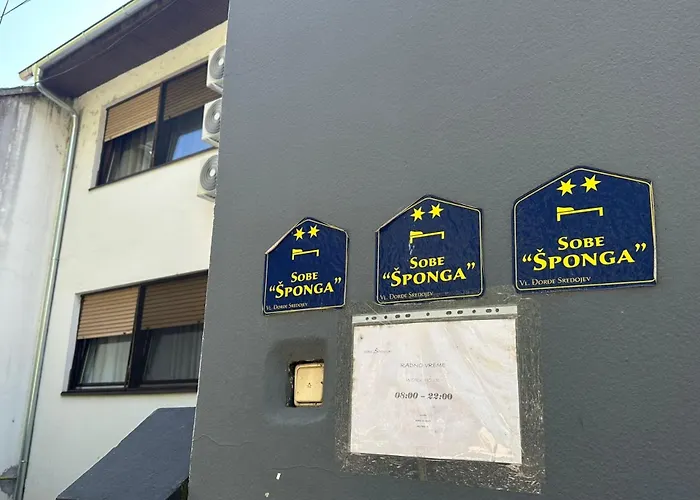 SOBE
“ŠPONGA”
VL. ĐORĐE SREDOJEV
SOBE
“ŠPONGA”
VL. ĐORĐE SREDOJEV
SOBE
“ŠPONGA”
VL. ĐORĐE SREDOJEV
RADNO VREME
08:00 - 22:00